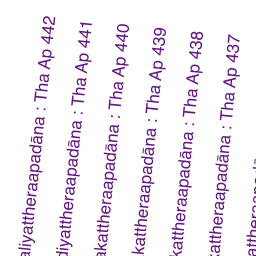 aliyattheraapadāna : Tha Ap 442
diyattheraapadāna : Tha Ap 441
akattheraapadāna : Tha Ap 440
kattheraapadāna : Tha Ap 439
kattheraapadāna : Tha Ap 438
attheraapadāna : Tha Ap 437